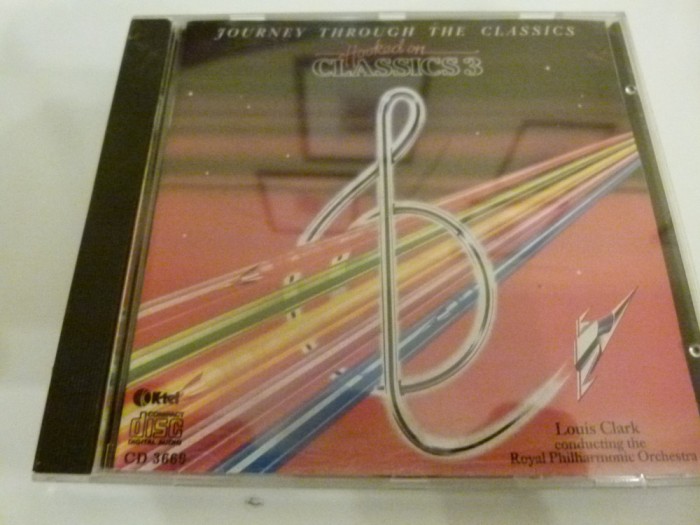 JOURNEY THROUGH THE CLASSICS
Hooked on
CLASSICS 3
K-tel
COMPACT
disc
DIGITAL AUDIO
CD 3669
Louis Clark
conducting the
Royal Philharmonic Orchestra